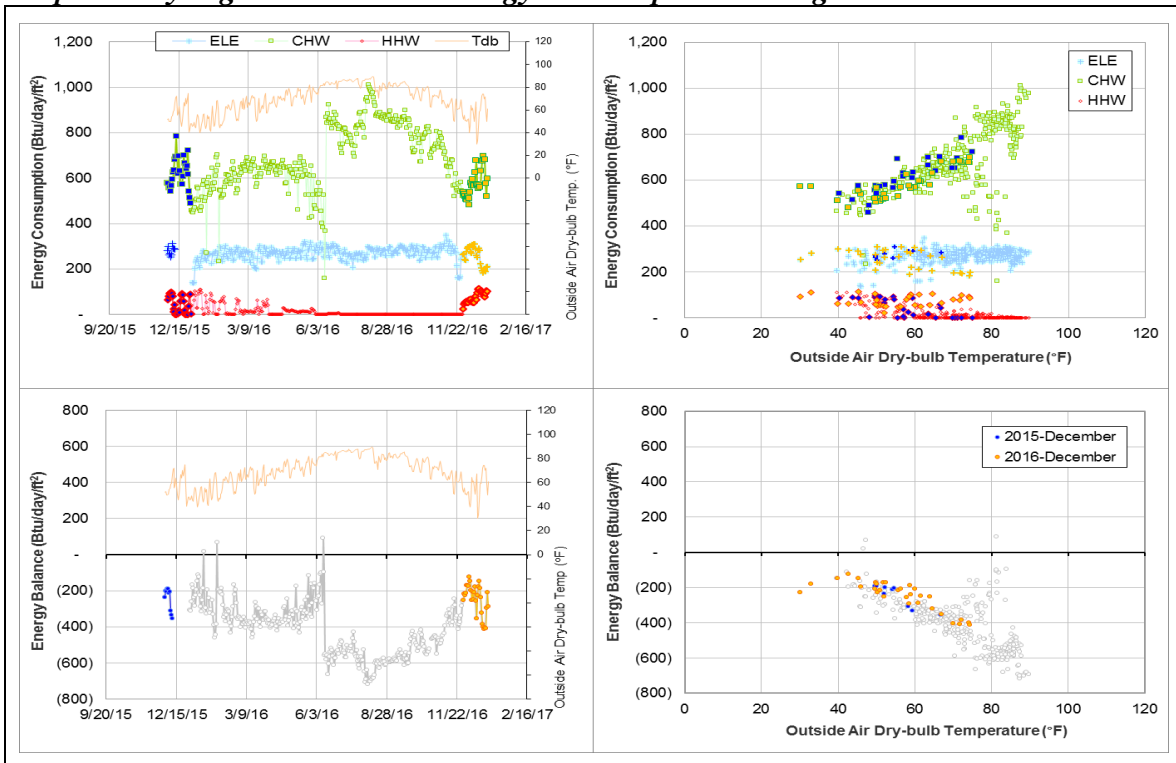 ELE CHW HHW Tdb
1,200
1,000
800
600
400
200
-
Energy Consumption (Btu/day/ft²)
120
100
80
60
40
20
0
Outside Air Dry-bulb Temp. (°F)
9/20/15 12/15/15 3/9/16 6/3/16 8/28/16 11/22/16 2/16/17
1,200
1,000
800
600
400
200
-
Energy Consumption (Btu/day/ft²)
ELE
CHW
HHW
0 20 40 60 80 100 120
Outside Air Dry-bulb Temperature (°F)
800
600
400
200
-
(200)
(400)
(600)
(800)
Energy Balance (Btu/day/ft²)
120
100
80
60
40
20
0
Outside Air Dry-bulb Temp (°F)
9/20/15 12/15/15 3/9/16 6/3/16 8/28/16 11/22/16 2/16/17
800
600
400
200
-
(200)
(400)
(600)
(800)
Energy Balance (Btu/day/ft²)
2015-December
2016-December
0 20 40 60 80 100 120
Outside Air Dry-bulb Temperature (°F)